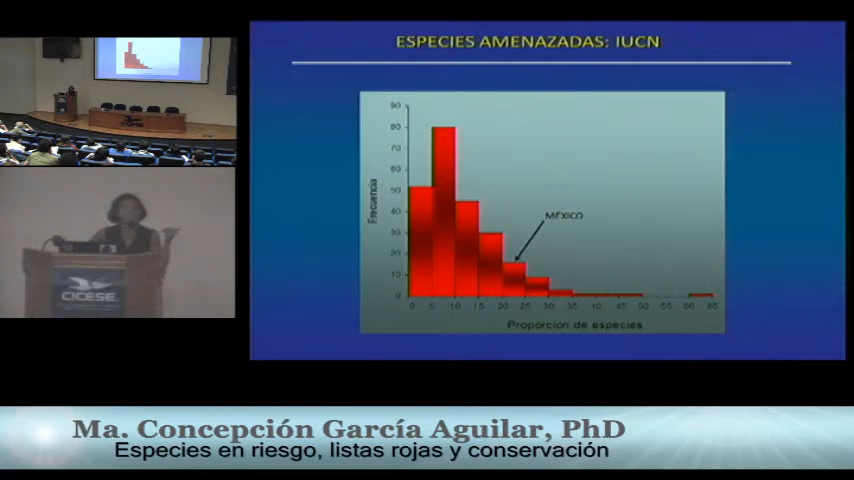 ESPECIES AMENAZADAS: IUCN
90
80
70
60
50
40
30
20
10
0
Frecuencia
MÉXICO
0 5 10 15 20 25 30 35 40 45 50 55 60 65
Proporcion de especies
CICESE
Ma. Concepción García Aguilar, PhD
Especies en riesgo, listas rojas y conservación